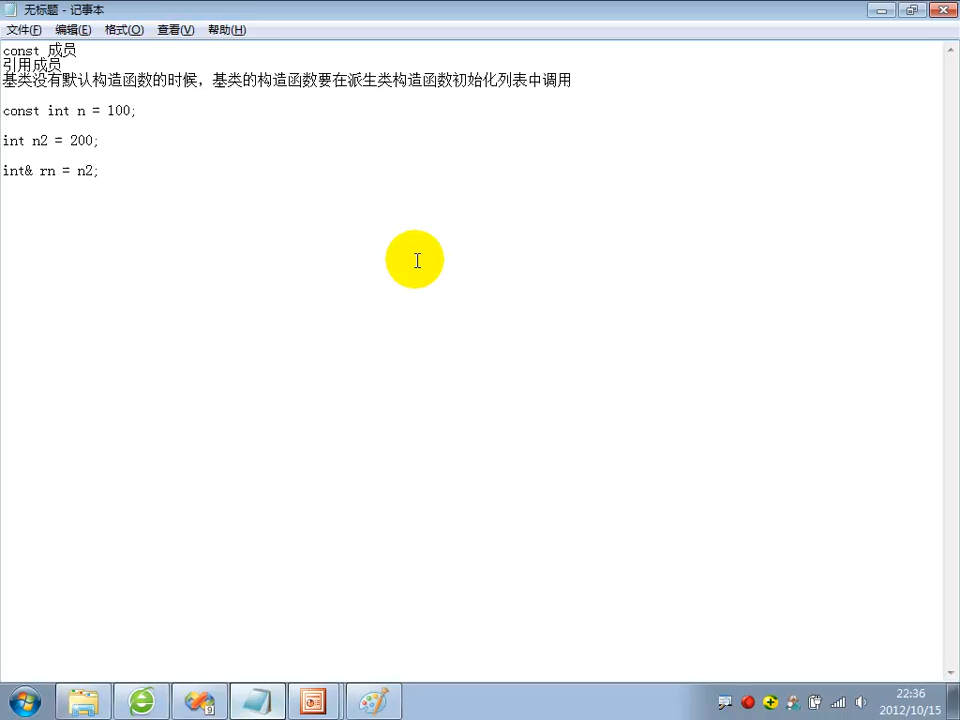 无标题 - 记事本
文件(F) 编辑(E) 格式(O) 查看(V) 帮助(H)
const 成员
引用成员
基类没有默认构造函数的时候，基类的构造函数要在派生类构造函数初始化列表中调用
const int n = 100;
int n2 = 200;
int& rn = n2;
9
22:36
2012/10/15